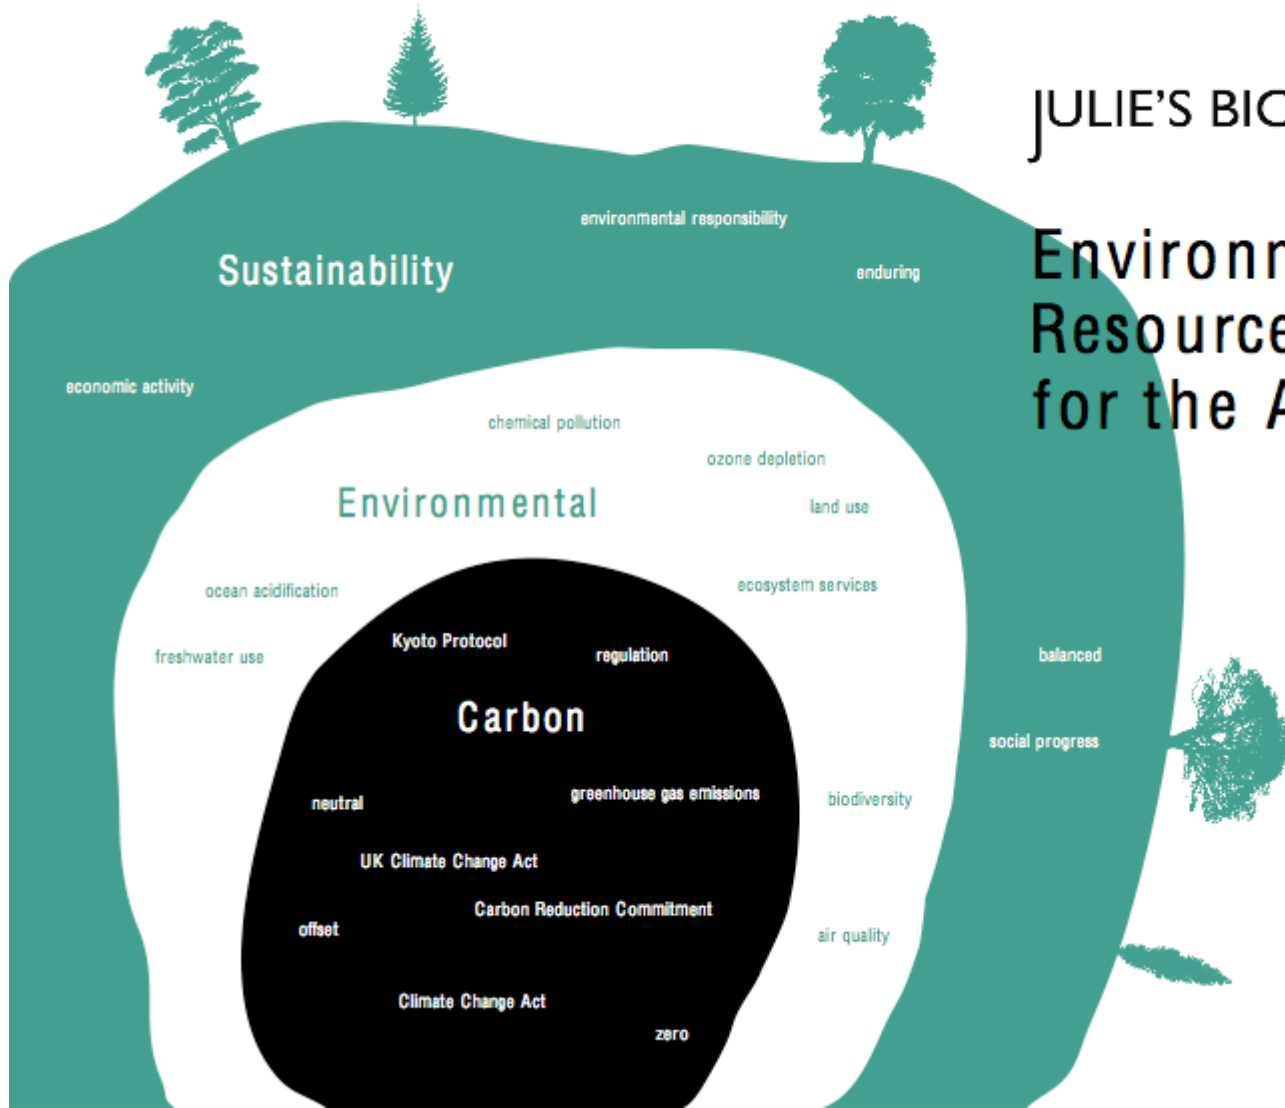 JULIE'S BIC
Environm
Resource
for the A
environmental responsibility
Sustainability
enduring
economic activity
chemical pollution
ozone depletion
Environmental
land use
ocean acidification
ecosystem services
freshwater use
Kyoto Protocol
regulation
balanced
Carbon
social progress
neutral
greenhouse gas emissions
biodiversity
UK Climate Change Act
Carbon Reduction Commitment
offset
air quality
Climate Change Act
zero